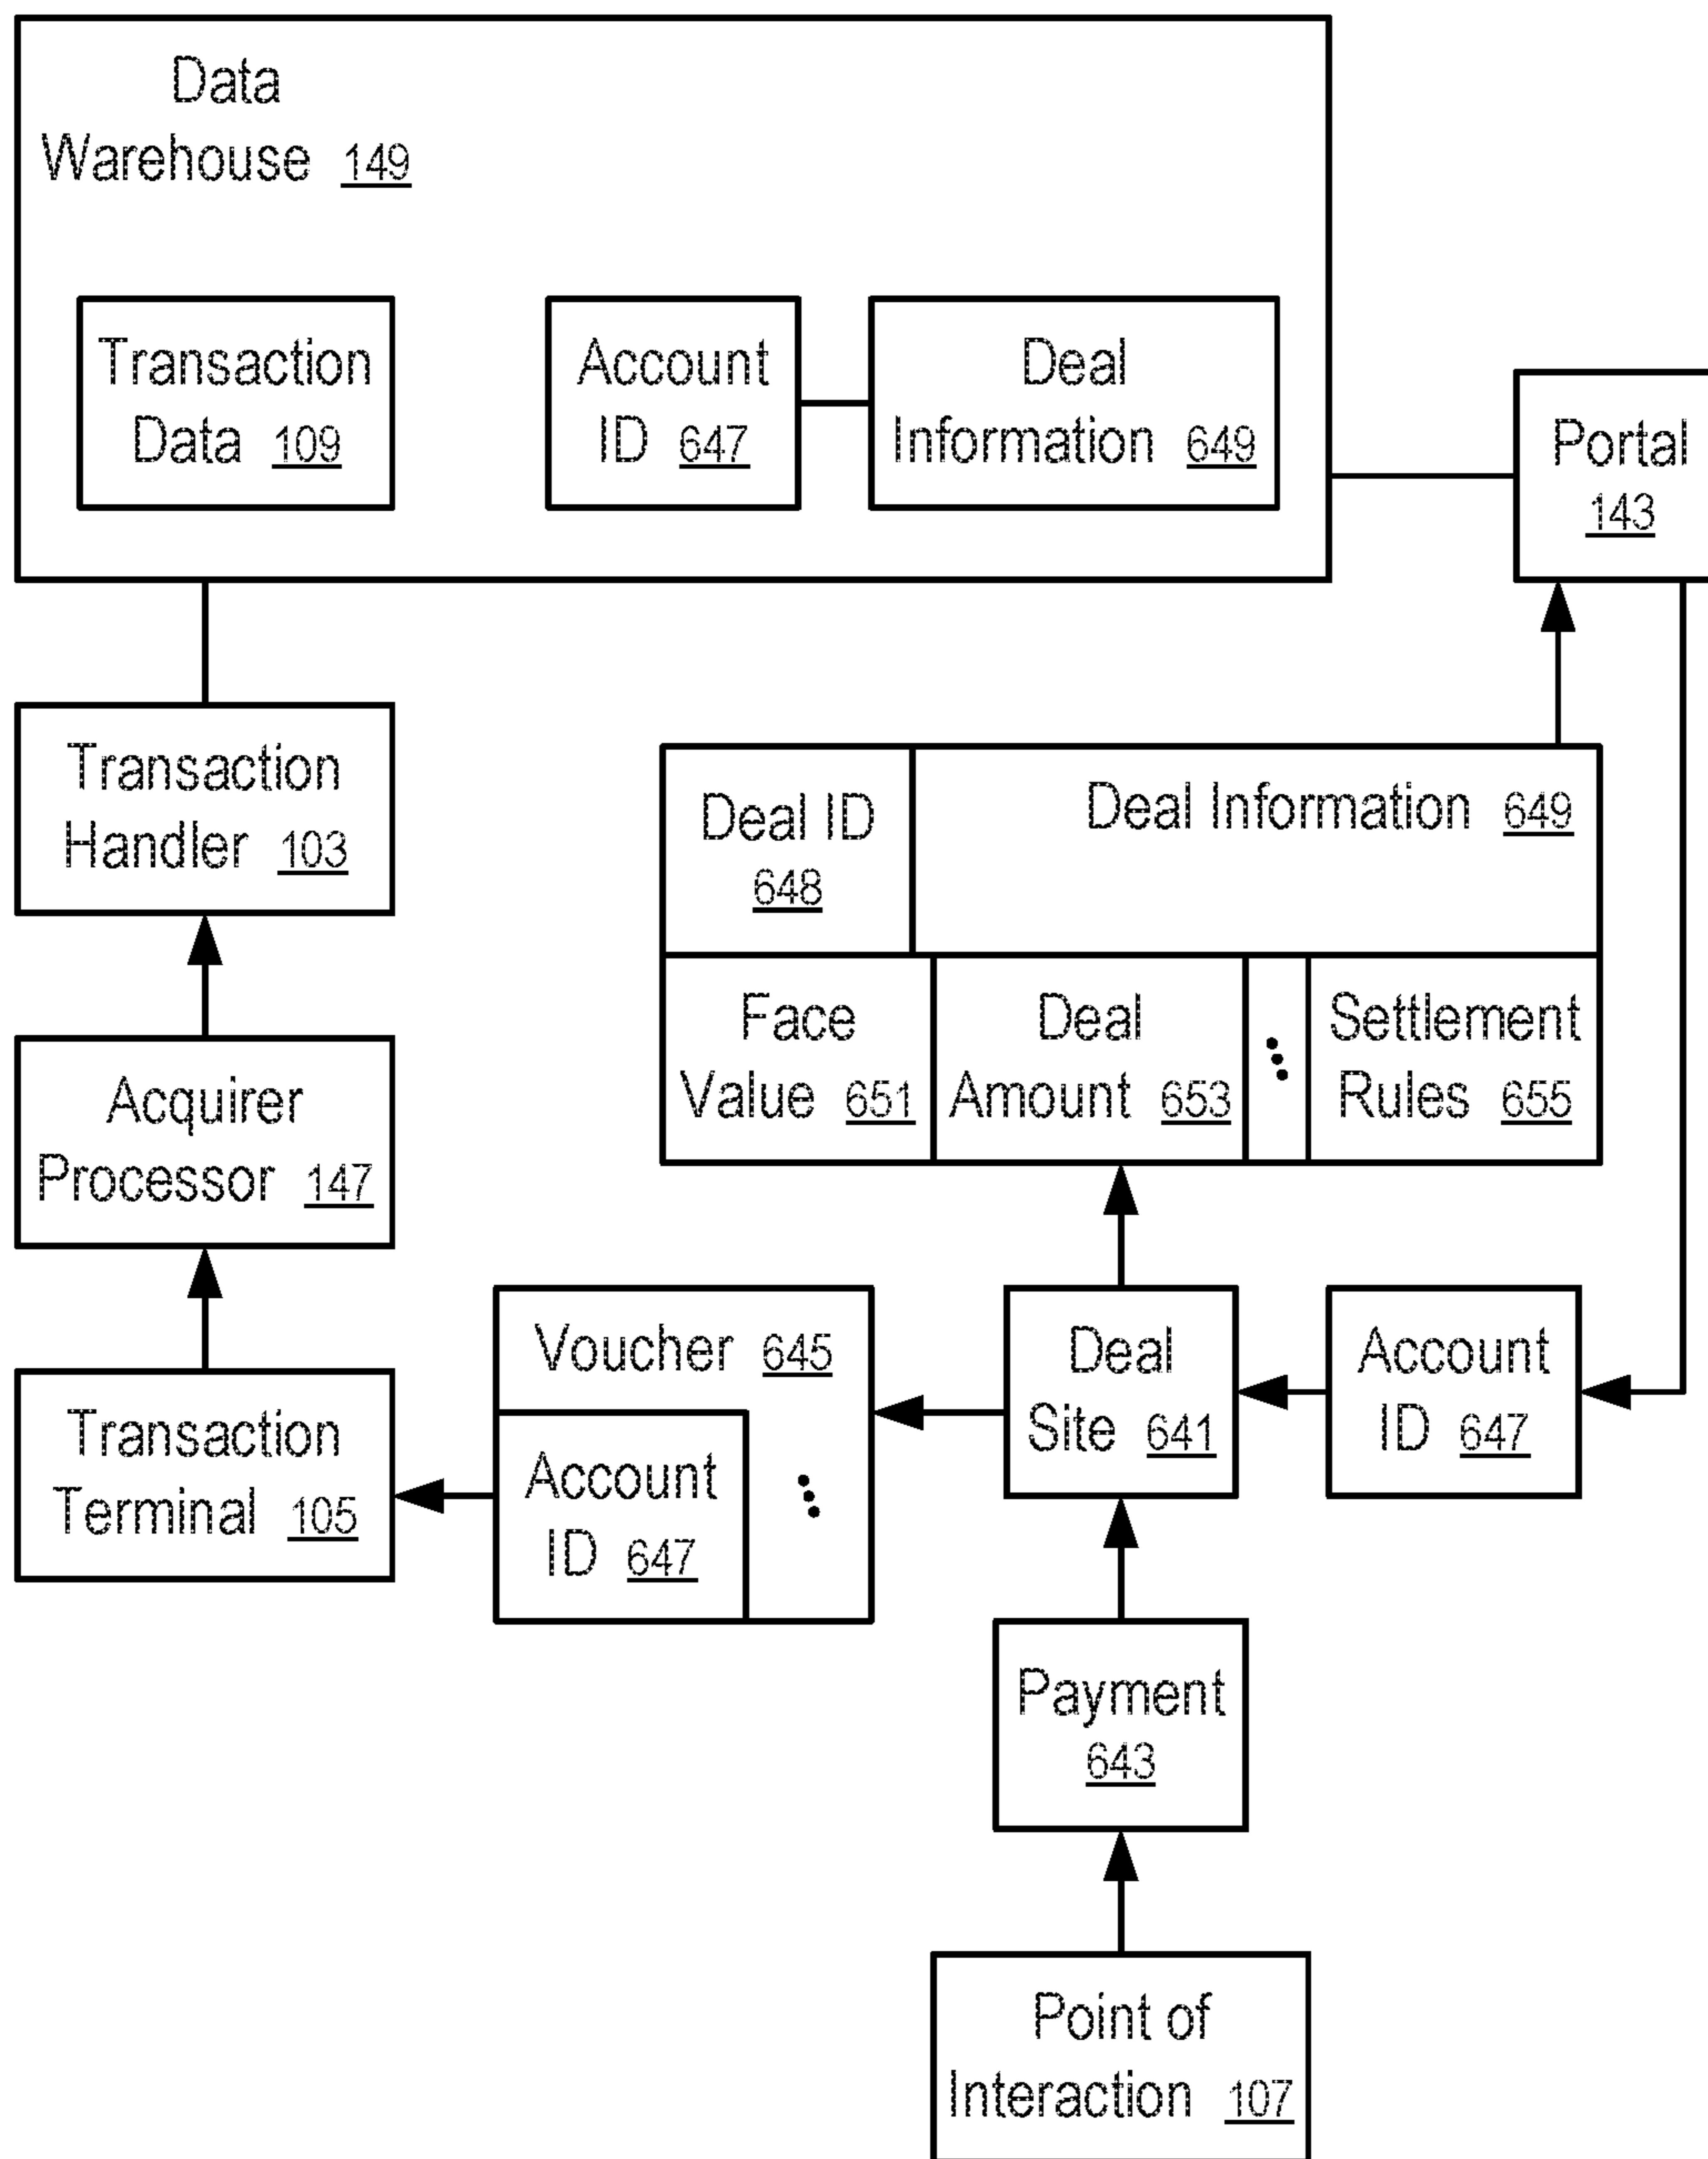 Data
Warehouse 149
Transaction
Data 109
Account
ID 647
Deal
Information 649
Portal
143
Transaction
Handler 103
Deal ID
648
Deal Information 649
Face
Value 651
Deal
Amount 653
Settlement
Rules 655
Acquirer
Processor 147
Voucher 645
Account
ID 647
Deal
Site 641
Account
ID 647
Transaction
Terminal 105
Payment
643
Point of
Interaction 107